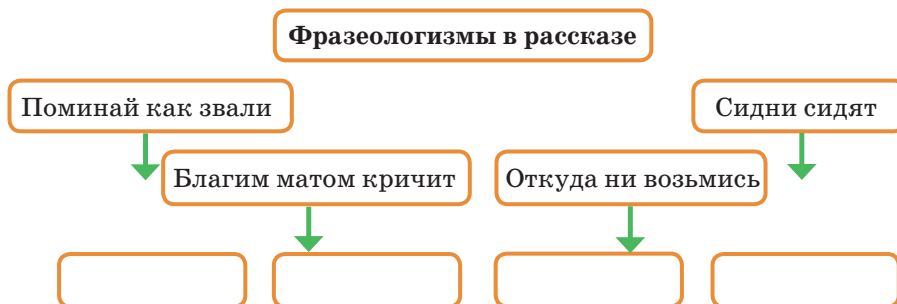 Фразеологизмы в рассказе
Поминай как звали
Сидни сидят
Благим матом кричит
Откуда ни возьмись